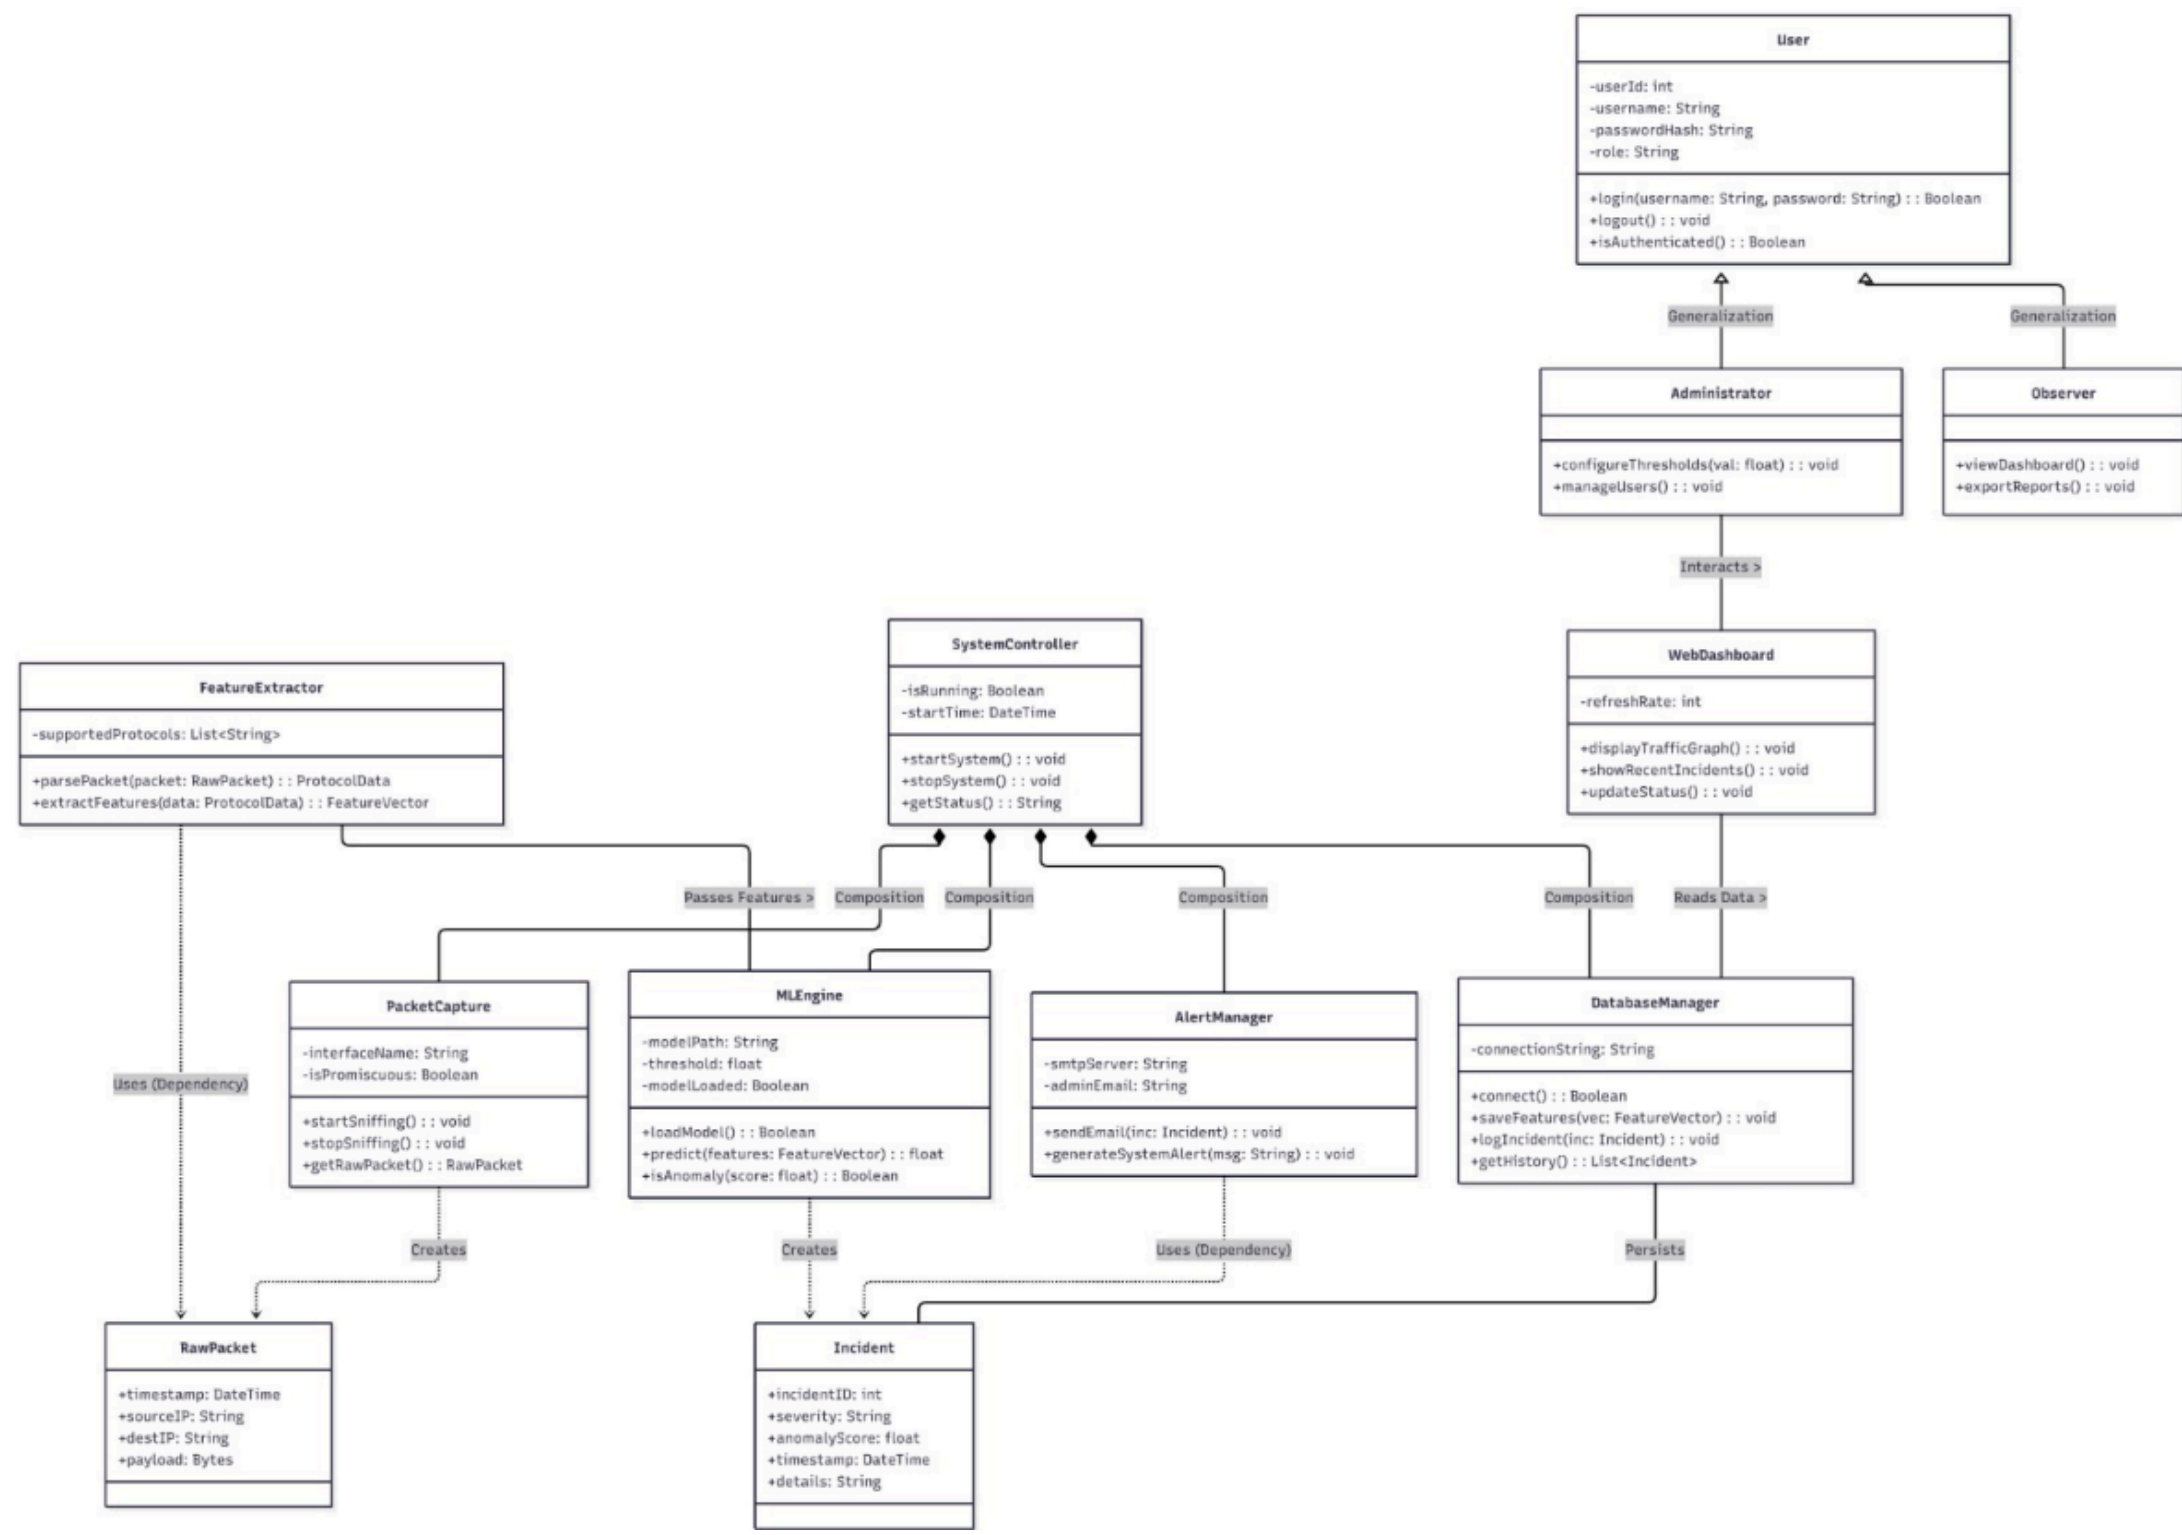 User
-userId: int
-username: String
-passwordHash: String
-role: String
+login(username: String, password: String) : : Boolean
+logout() : : void
+isAuthenticated() : : Boolean
Generalization
Generalization
Administrator
+configureThresholds(val: float) : : void
+manageUsers() : : void
Observer
+viewDashboard() : : void
+exportReports() : : void
Interacts >
SystemController
-isRunning: Boolean
-startTime: DateTime
+startSystem() : : void
+stopSystem() : : void
+getStatus() : : String
WebDashboard
-refreshRate: int
+displayTrafficGraph() : : void
+showRecentIncidents() : : void
+updateStatus() : : void
FeatureExtractor
-supportedProtocols: List<String>
+parsePacket(packet: RawPacket) : : ProtocolData
+extractFeatures(data: ProtocolData) : : FeatureVector
Passes Features >
Composition
Composition
Composition
Composition
Reads Data >
PacketCapture
-interfaceName: String
-isPromiscuous: Boolean
+startSniffing() : : void
+stopSniffing() : : void
+getRawPacket() : : RawPacket
MLEngine
-modelPath: String
-threshold: float
-modelLoaded: Boolean
+loadModel() : : Boolean
+predict(features: FeatureVector) : : float
+isAnomaly(score: float) : : Boolean
AlertManager
-smtpServer: String
-adminEmail: String
+sendEmail(inc: Incident) : : void
+generateSystemAlert(msg: String) : : void
DatabaseManager
-connectionString: String
+connect() : : Boolean
+saveFeatures(vec: FeatureVector) : : void
+logIncident(inc: Incident) : : void
+getHistory() : : List<Incident>
Uses (Dependency)
Creates
Creates
Uses (Dependency)
Persists
RawPacket
+timestamp: DateTime
+sourceIP: String
+destIP: String
+payload: Bytes
Incident
+incidentID: int
+severity: String
+anomalyScore: float
+timestamp: DateTime
+details: String